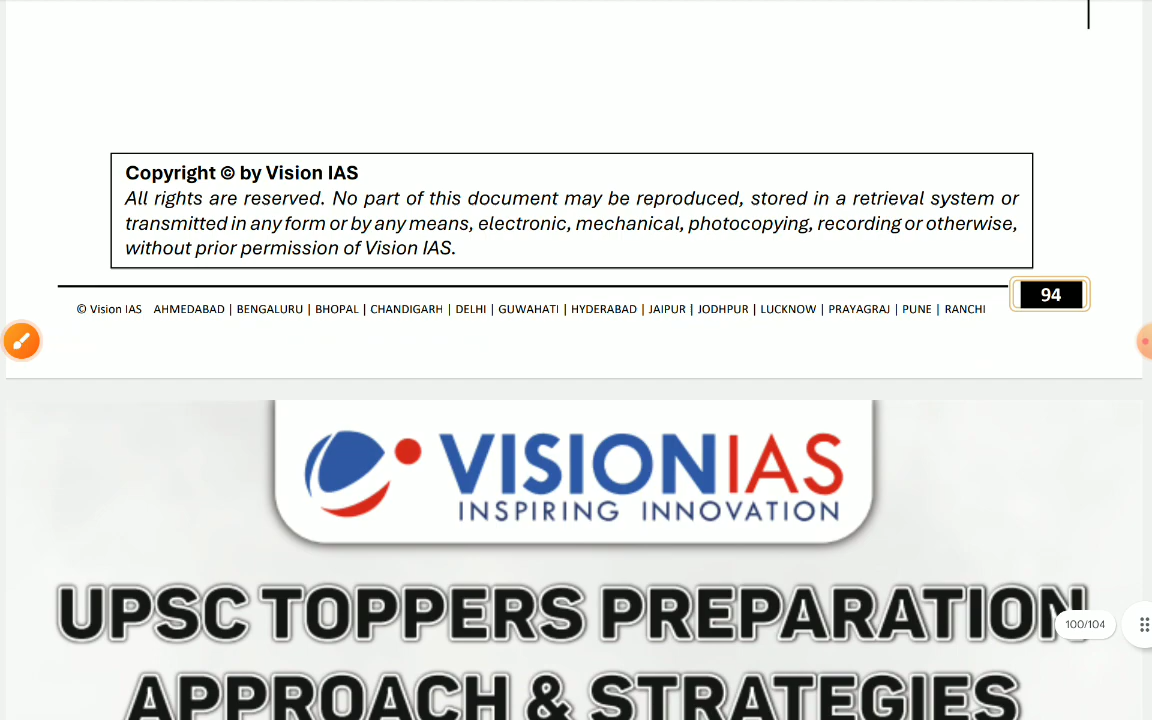 Copyright © by Vision IAS
All rights are reserved. No part of this document may be reproduced, stored in a retrieval system or
transmitted in any form or by any means, electronic, mechanical, photocopying, recording or otherwise,
without prior permission of Vision IAS.
94
© Vision IAS AHMEDABAD | BENGALURU | BHOPAL | CHANDIGARH | DELHI | GUWAHATI | HYDERABAD | JAIPUR | JODHPUR | LUCKNOW | PRAYAGRAJ | PUNE | RANCHI
VISIONIAS
INSPIRING INNOVATION
UPSC TOPPERS PREPARATION
100/104
APPROACH & STRATEGIES